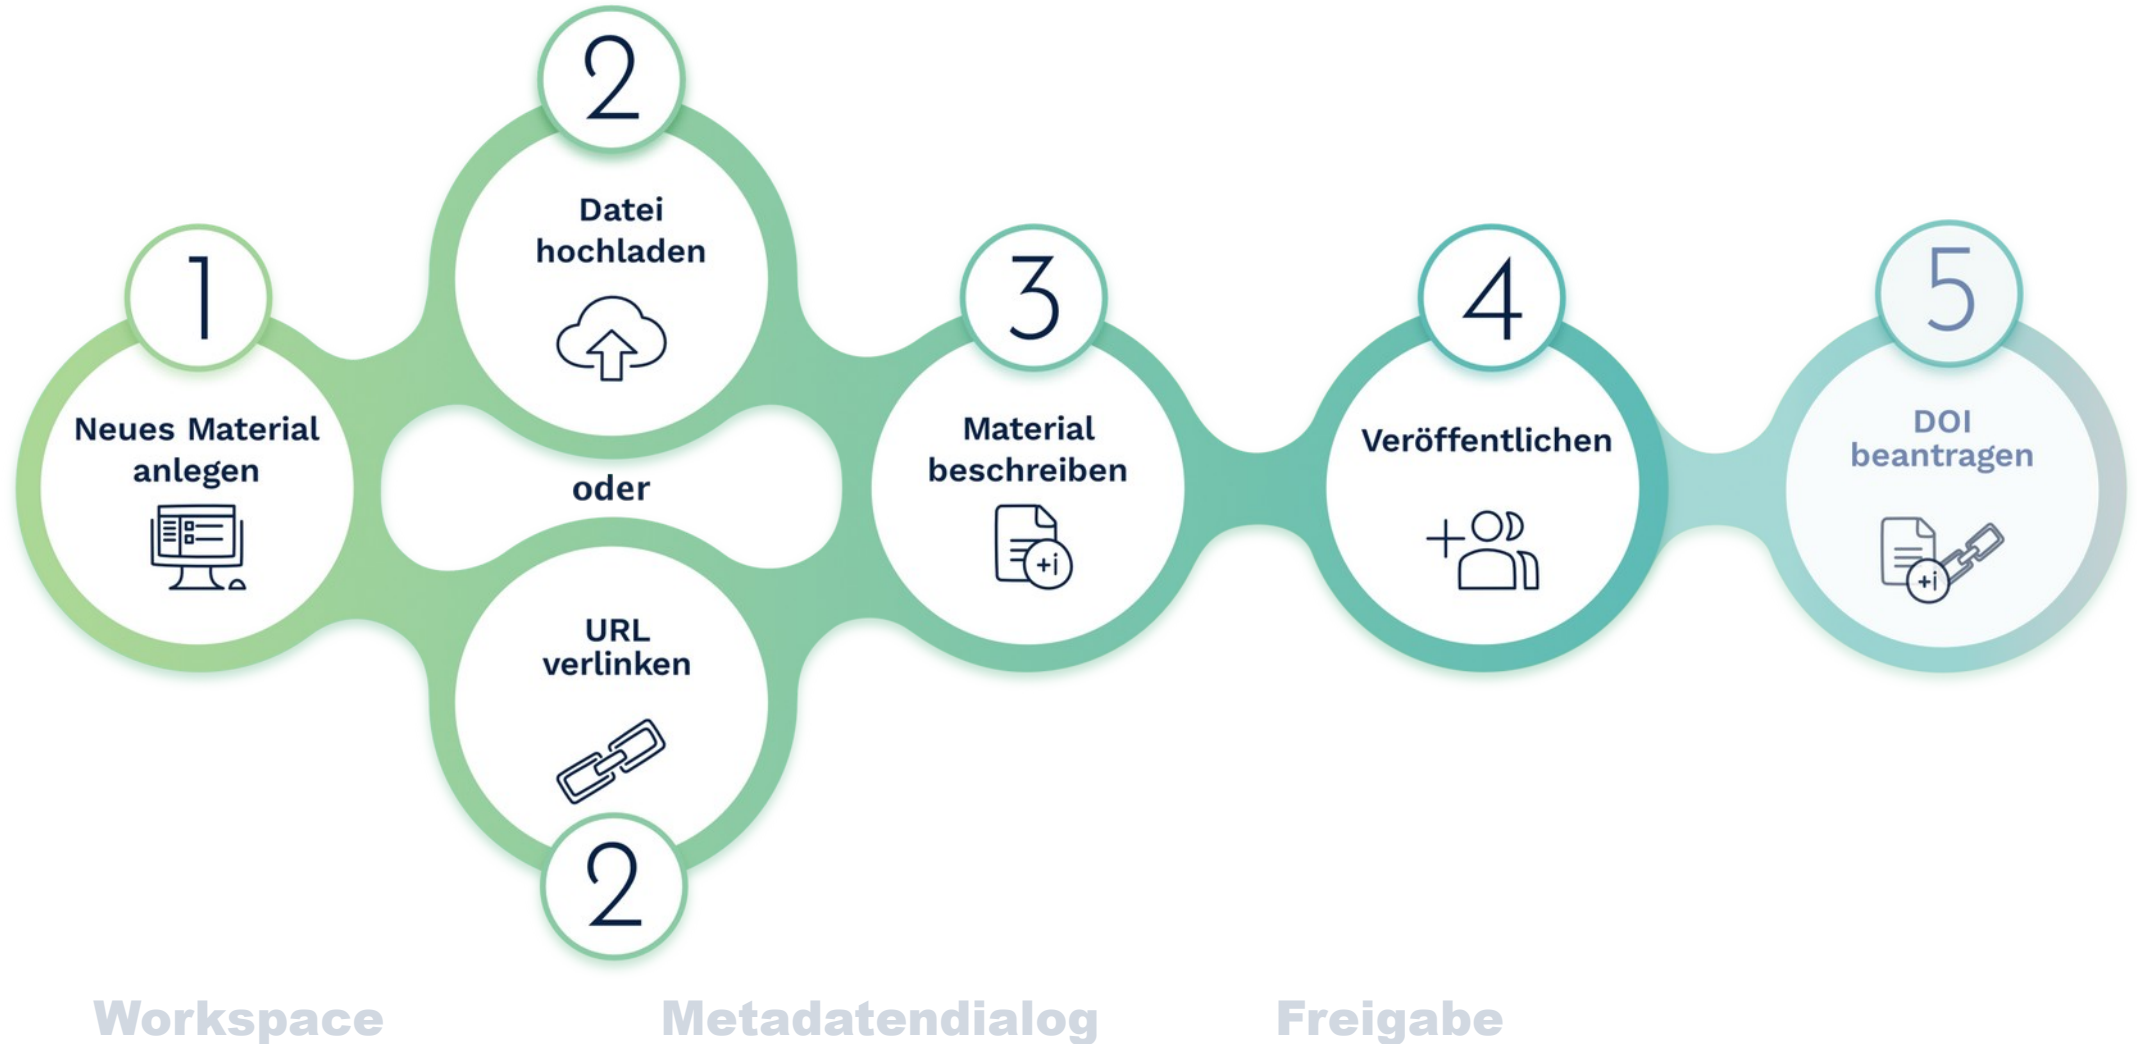 1
Neues Material
anlegen
2
Datei
hochladen
oder
URL
verlinken
2
3
Material
beschreiben
+i
4
Veröffentlichen
5
DOI
beantragen
+i
Workspace
Metadatendialog
Freigabe